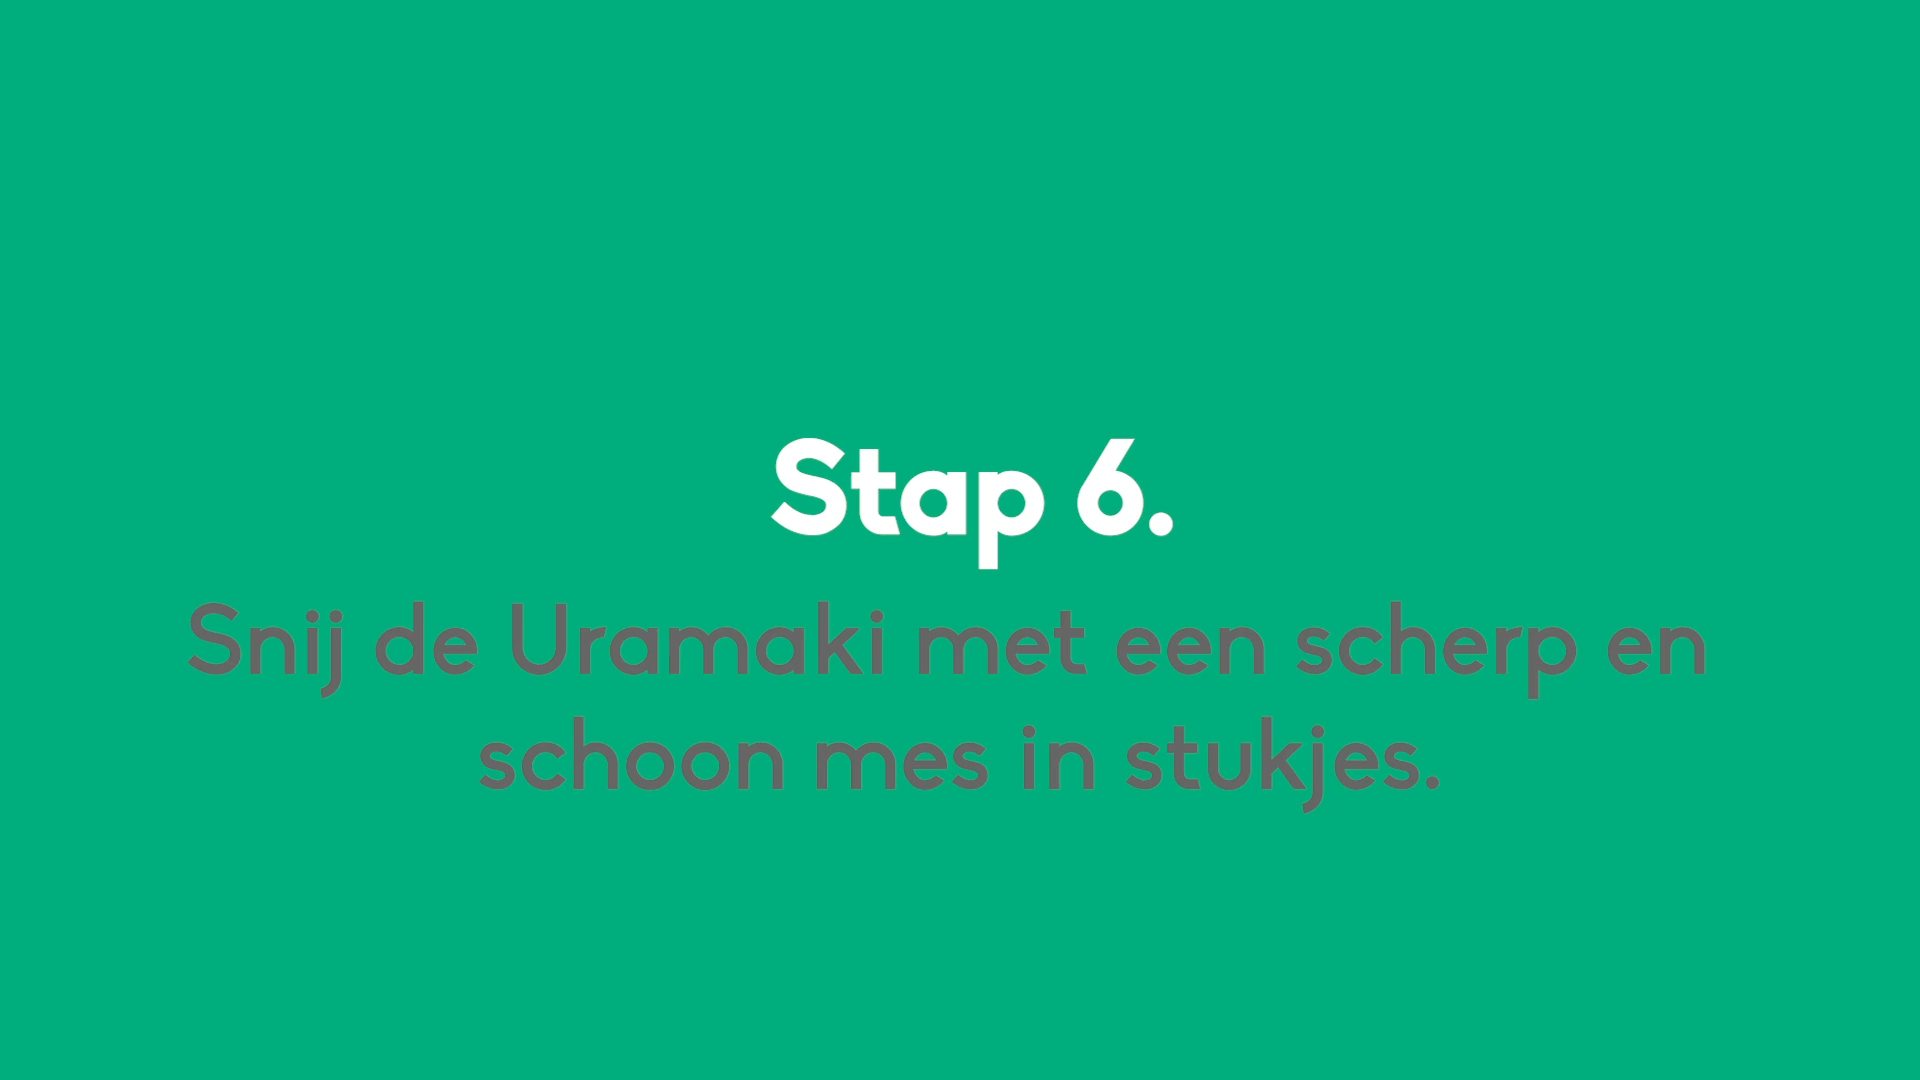 Stap 6.
Snij de Uramaki met een scherp en
schoon mes in stukjes.